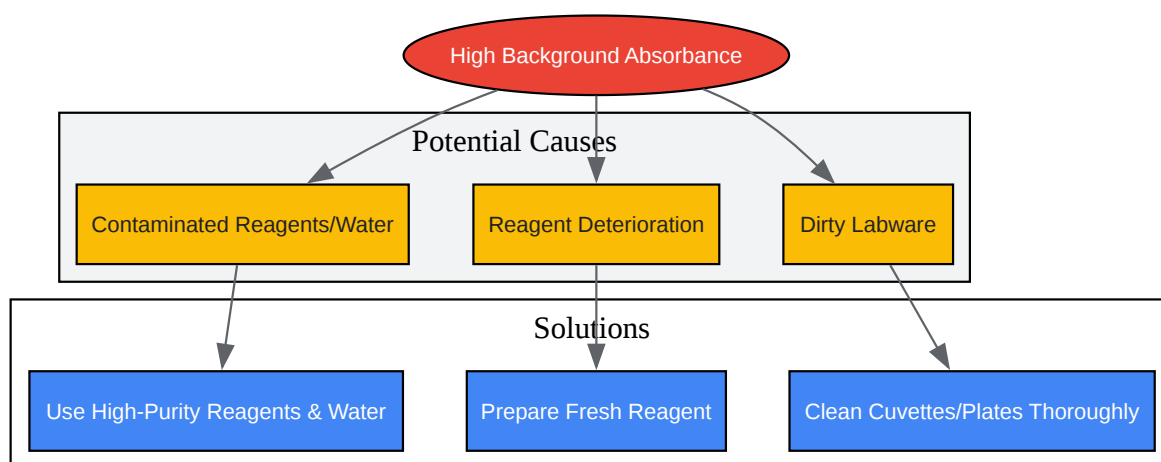 High Background Absorbance
Potential Causes
Contaminated Reagents/Water
Reagent Deterioration
Dirty Labware
Solutions
Use High-Purity Reagents & Water
Prepare Fresh Reagent
Clean Cuvettes/Plates Thoroughly